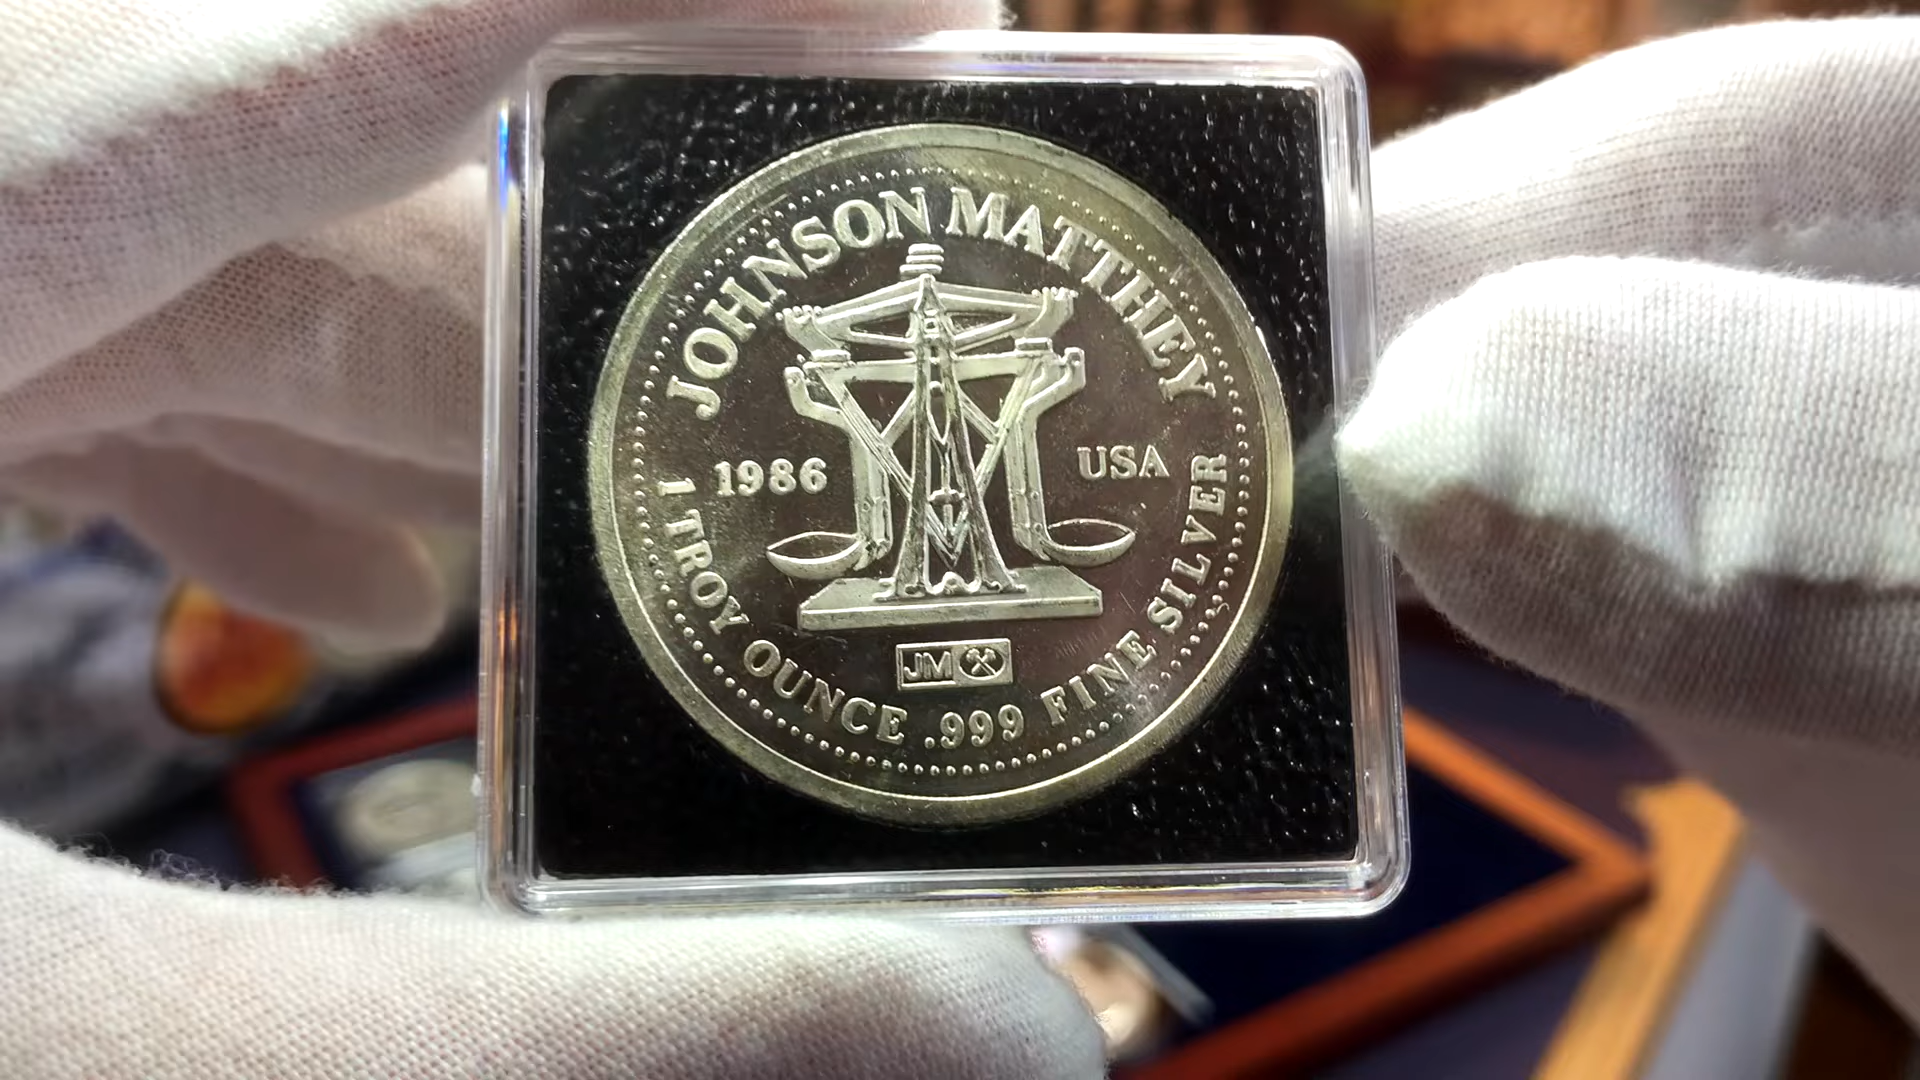 JOHNSON MATTHEY
1986
USA
JM
1 TROY OUNCE .999 FINE SILVER